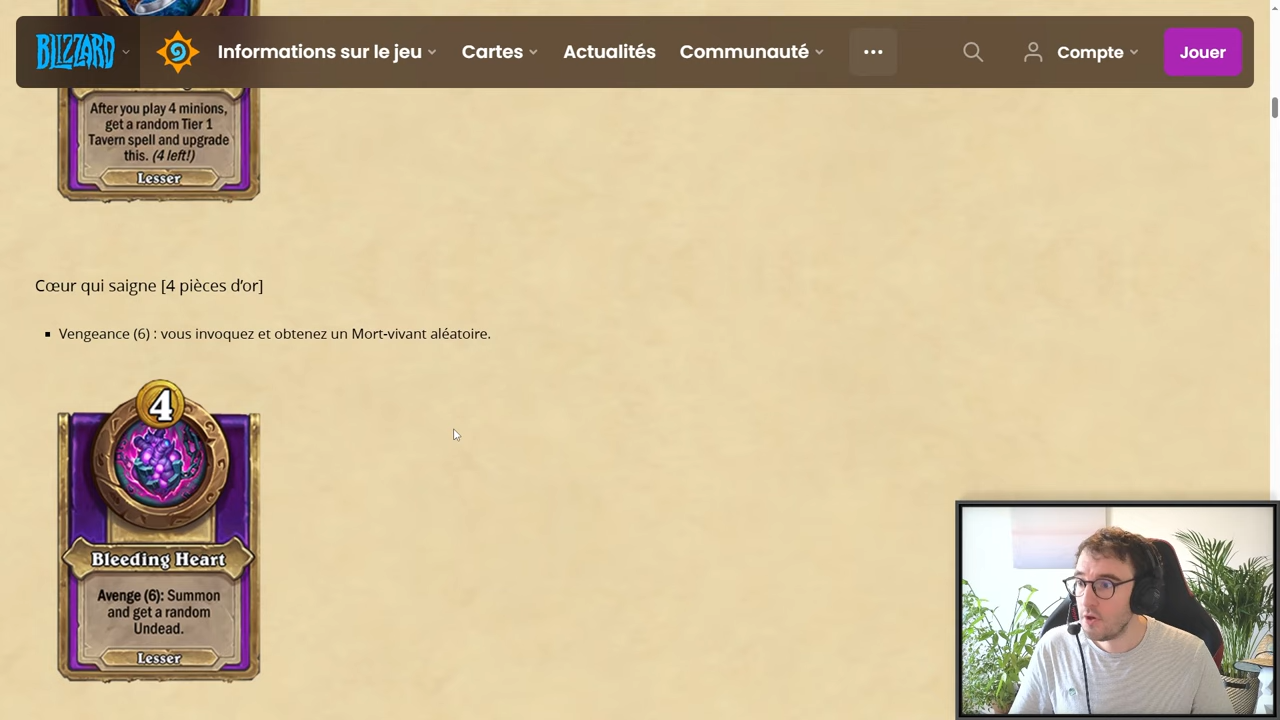 BLIZZARD
Informations sur le jeu
Cartes
Actualités
Communauté
Compte
Jouer
After you play 4 minions,
get a random Tier 1
Tavern spell and upgrade
this. (4 left!)
Lesser
Cœur qui saigne [4 pièces d’or]
Vengeance (6) : vous invoquez et obtenez un Mort-vivant aléatoire.
4
Bleeding Heart
Avenge (6): Summon
and get a random
Undead.
Lesser